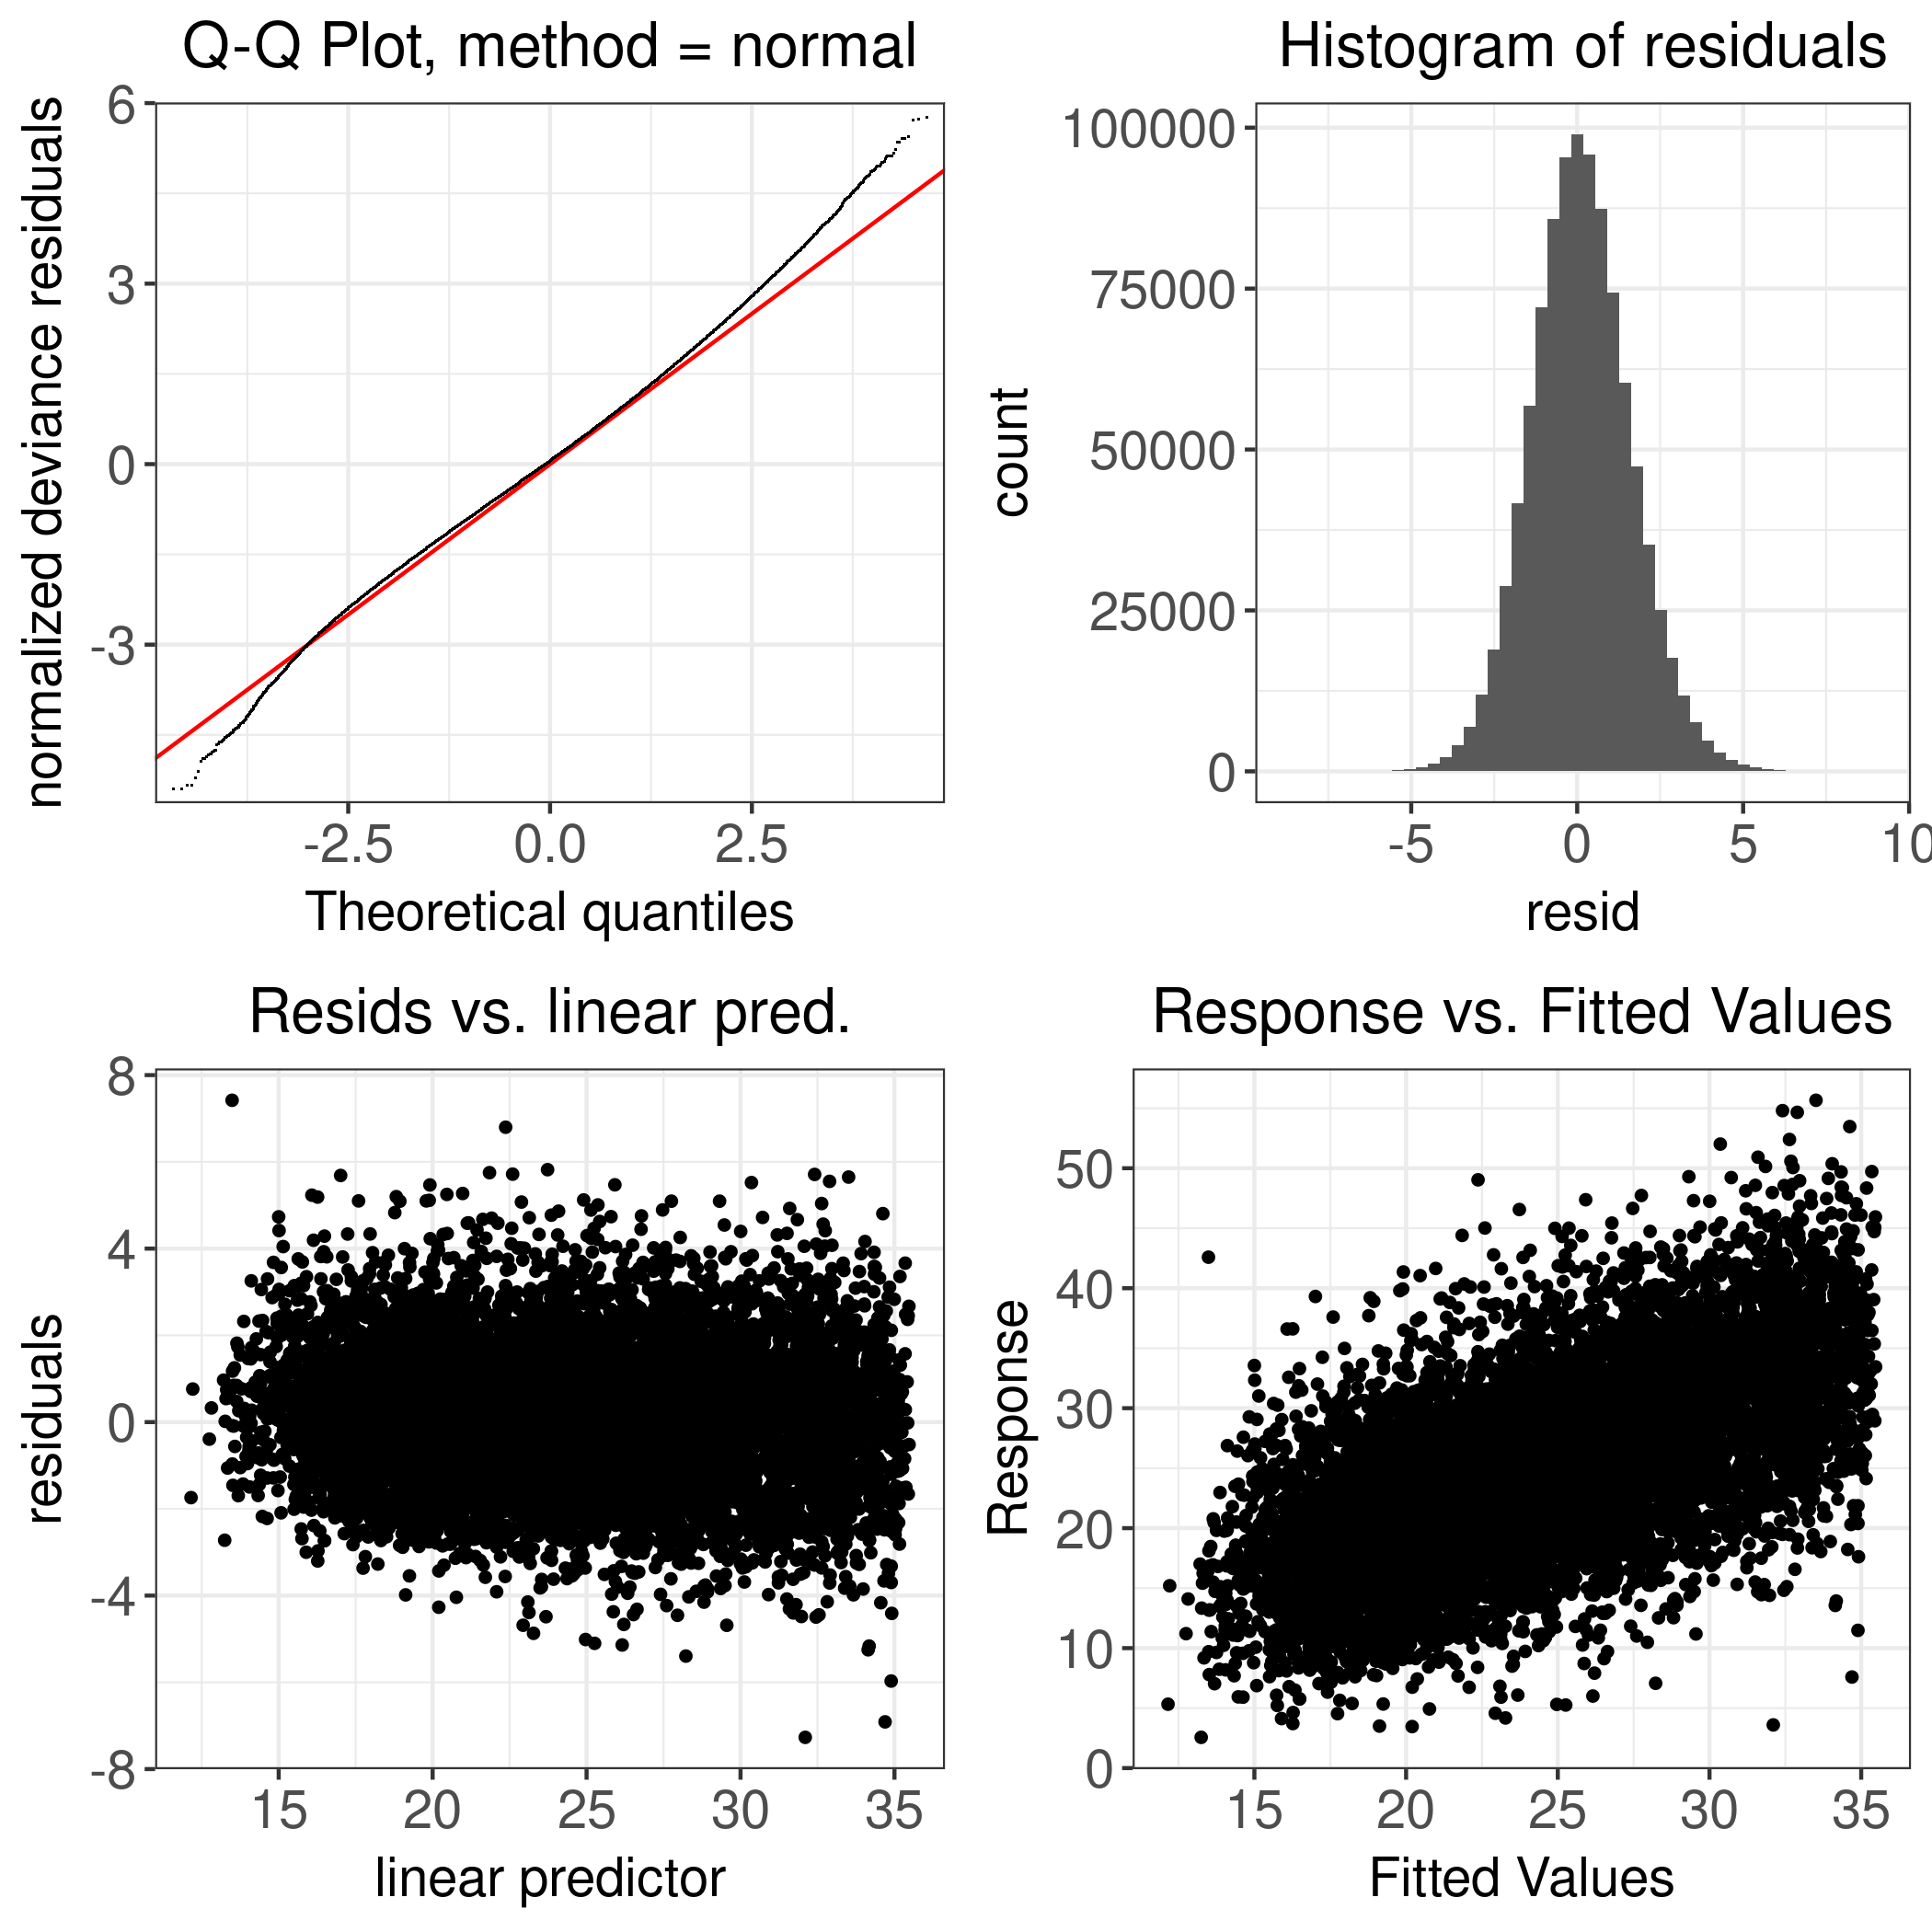 Q-Q Plot, method = normal
normalized deviance residuals
6
3
0
-3
-2.5 0.0 2.5
Theoretical quantiles
Histogram of residuals
count
100000
75000
50000
25000
0
-5 0 5 10
resid
Resids vs. linear pred.
residuals
8
4
0
-4
-8
15 20 25 30 35
linear predictor
Response vs. Fitted Values
Response
50
40
30
20
10
0
15 20 25 30 35
Fitted Values